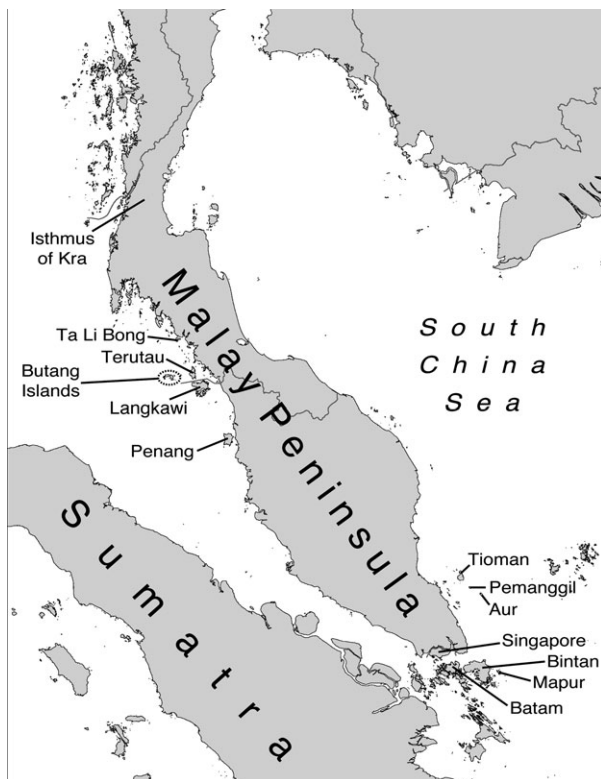 Isthmus
of Kra
Malay Peninsula
Ta Li Bong
Terutau
Butang
Islands
Langkawi
Penang
South
China
Sea
Sumatra
Tioman
Pemanggil
Aur
Singapore
Bintan
Mapur
Batam